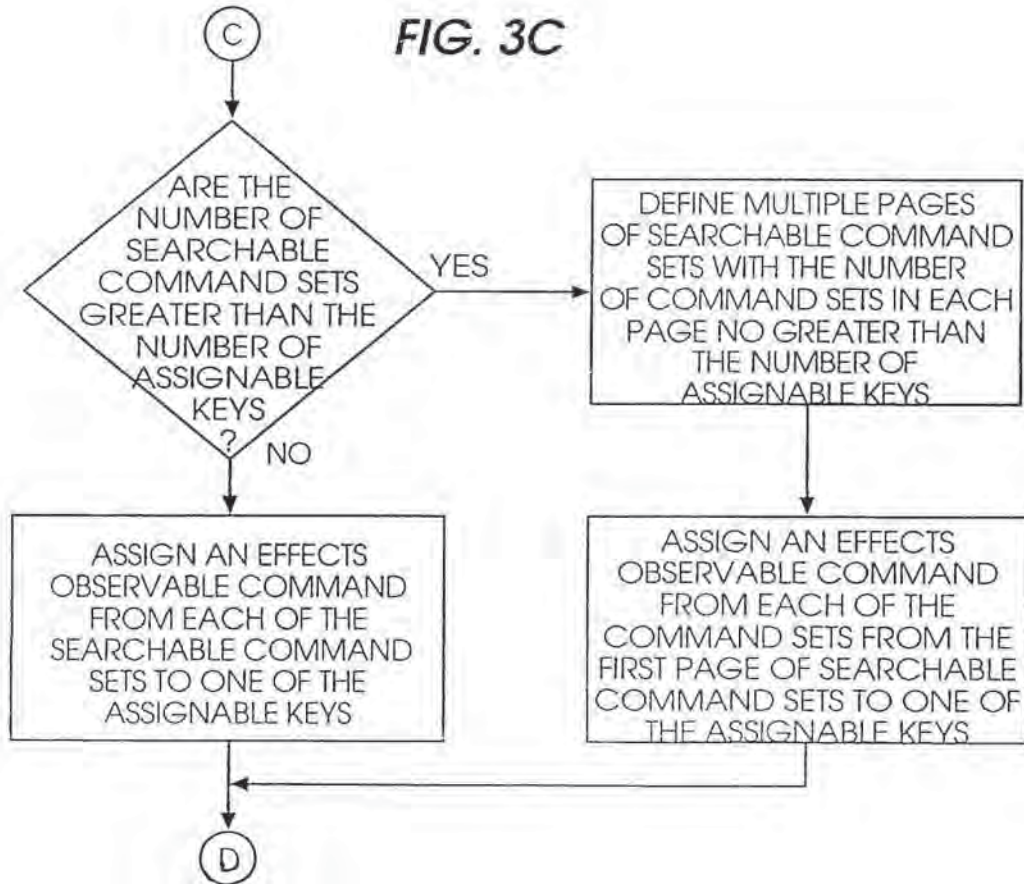 C
FIG. 3C
ARE THE
NUMBER OF
SEARCHABLE
COMMAND SETS
GREATER THAN THE
NUMBER OF
ASSIGNABLE
KEYS
?
YES
NO
DEFINE MULTIPLE PAGES
OF SEARCHABLE COMMAND
SETS WITH THE NUMBER
OF COMMAND SETS IN EACH
PAGE NO GREATER THAN
THE NUMBER OF
ASSIGNABLE KEYS
ASSIGN AN EFFECTS
OBSERVABLE COMMAND
FROM EACH OF THE
SEARCHABLE COMMAND
SETS TO ONE OF THE
ASSIGNABLE KEYS
ASSIGN AN EFFECTS
OBSERVABLE COMMAND
FROM EACH OF THE
COMMAND SETS FROM THE
FIRST PAGE OF SEARCHABLE
COMMAND SETS TO ONE OF
THE ASSIGNABLE KEYS
D